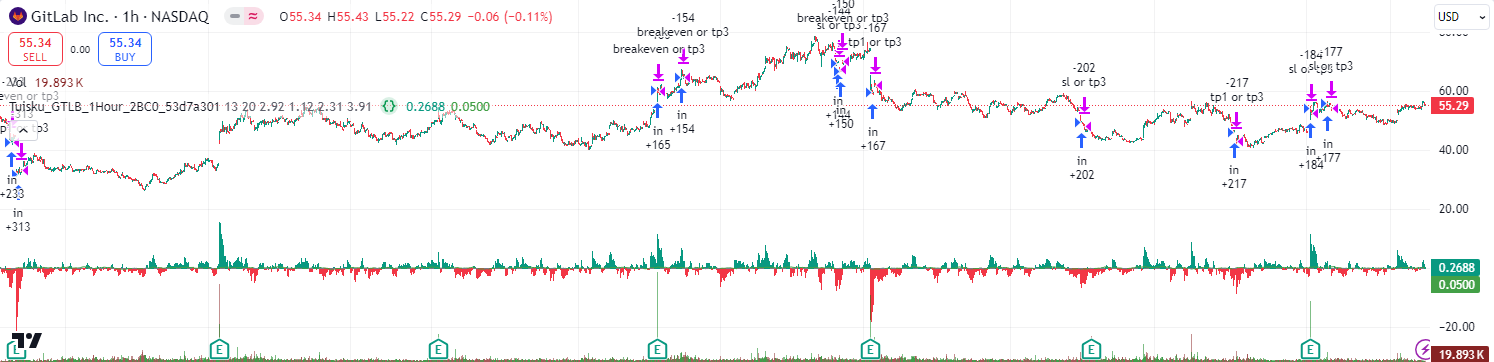 GitLab Inc. · 1h · NASDAQ
O55.34 H55.43 L55.22 C55.29 −0.06 (−0.11%)
USD
55.34
SELL
0.00
55.34
BUY
Vol 19.893 K
Tuisku_GTLB_1Hour_2BCO_53d7a301 13 20 2.92 1.12 2.31 3.91 {} 0.2688 0.0500
in
+233
in
+313
-154
breakeven or tp3
breakeven or tp3
in
+154
in
+165
-150
breakeven or tp3
-144
sl or tp3
-167
tp1 or tp3
in
+144
+150
in
+167
-202
sl or tp3
in
+202
-217
tp1 or tp3
in
+217
-184
-177
sl or tp3
in
+184
in
+177
60.00
55.29
40.00
20.00
0.2688
0.0500
−20.00
19.893 K
E
E
E
E
E
E